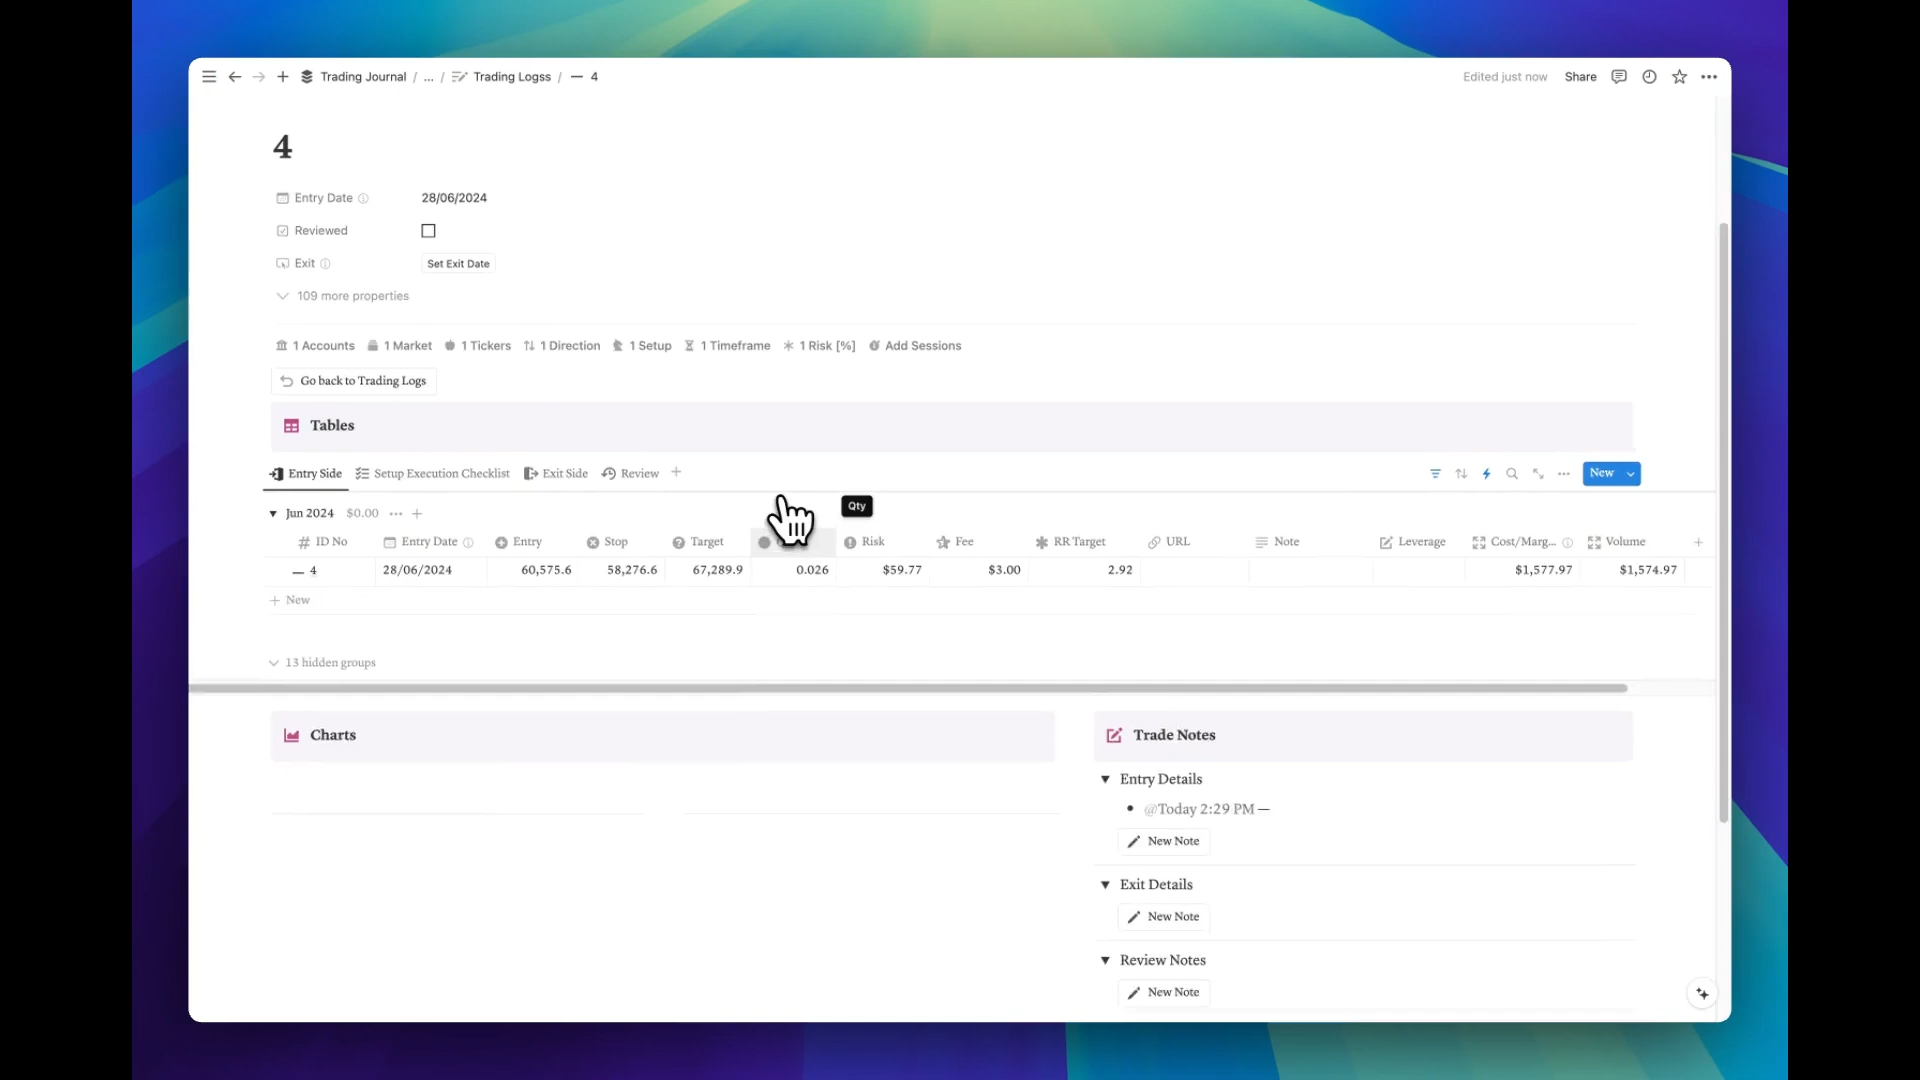 Trading Journal / ... / Trading Logss / — 4
Edited just now Share
4
Entry Date 28/06/2024
Reviewed
Exit Set Exit Date
109 more properties
1 Accounts 1 Market 1 Tickers 1 Direction 1 Setup 1 Timeframe 1 Risk [%] Add Sessions
Go back to Trading Logs
Tables
Entry Side Setup Execution Checklist Exit Side Review
New
Qty
Jun 2024 $0.00
ID No Entry Date Entry Stop Target Risk Fee RR Target URL Note Leverage Cost/Marg... Volume
— 4 28/06/2024 60,575.6 58,276.6 67,289.9 0.026 $59.77 $3.00 2.92 $1,577.97 $1,574.97
+ New
13 hidden groups
Charts
Trade Notes
Entry Details
• @Today 2:29 PM —
New Note
Exit Details
New Note
Review Notes
New Note